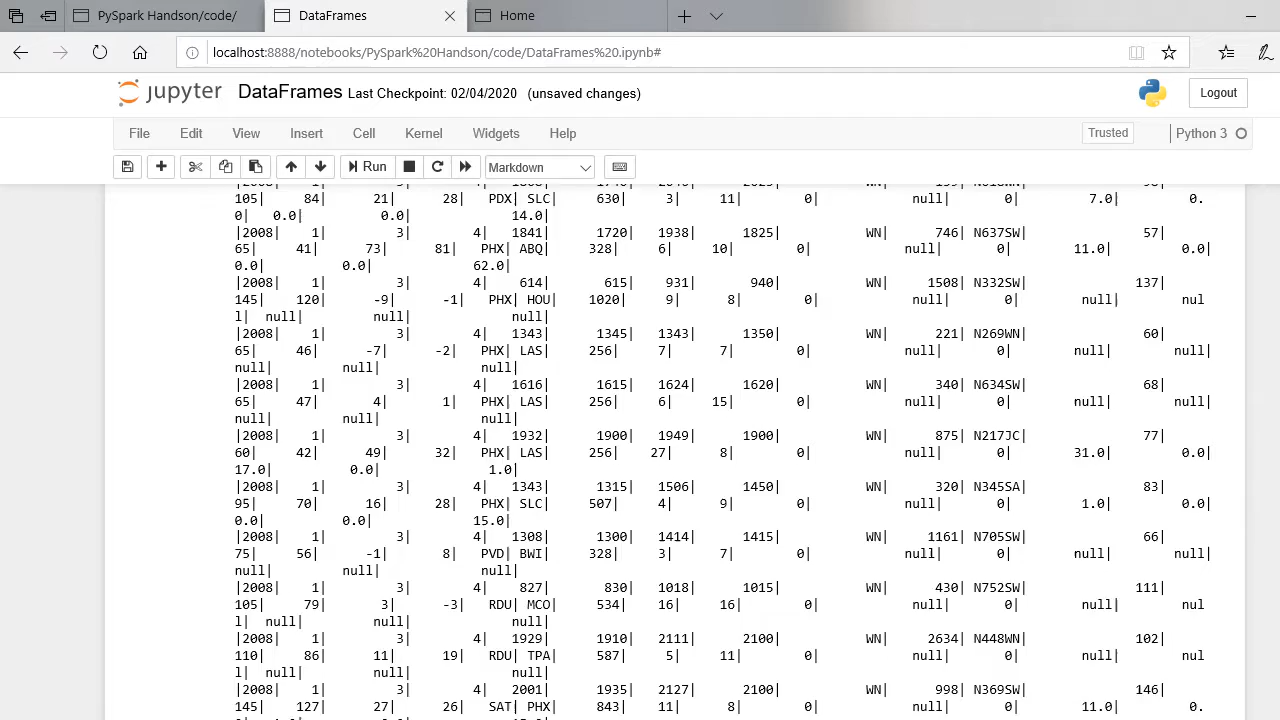 PySpark Handson/code/ DataFrames Home
localhost:8888/notebooks/PySpark%20Handson/code/DataFrames%20.ipynb#
jupyter DataFrames Last Checkpoint: 02/04/2020 (unsaved changes) Logout
File Edit View Insert Cell Kernel Widgets Help Trusted Python 3
Run Markdown
105| 84| 21| 28| PDX| SLC| 630| 3| 11| 0| null| 0| 7.0| 0.
0| 0.0| 0.0| 14.0|
|2008| 1| 3| 4| 1841| 1720| 1938| 1825| WN| 746| N637SW| 57|
65| 41| 73| 81| PHX| ABQ| 328| 6| 10| 0| null| 0| 11.0| 0.0|
0.0| 0.0| 62.0|
|2008| 1| 3| 4| 614| 615| 931| 940| WN| 1508| N332SW| 137|
145| 120| -9| -1| PHX| HOU| 1020| 9| 8| 0| null| 0| null| nul
l| null| null| null|
|2008| 1| 3| 4| 1343| 1345| 1343| 1350| WN| 221| N269WN| 60|
65| 46| -7| -2| PHX| LAS| 256| 7| 7| 0| null| 0| null| null|
null| null| null|
|2008| 1| 3| 4| 1616| 1615| 1624| 1620| WN| 340| N634SW| 68|
65| 47| 4| 1| PHX| LAS| 256| 6| 15| 0| null| 0| null| null|
null| null| null|
|2008| 1| 3| 4| 1932| 1900| 1949| 1900| WN| 875| N217JC| 77|
60| 42| 49| 32| PHX| LAS| 256| 27| 8| 0| null| 0| 31.0| 0.0|
17.0| 0.0| 1.0|
|2008| 1| 3| 4| 1343| 1315| 1506| 1450| WN| 320| N345SA| 83|
95| 70| 16| 28| PHX| SLC| 507| 4| 9| 0| null| 0| 1.0| 0.0|
0.0| 0.0| 15.0|
|2008| 1| 3| 4| 1308| 1300| 1414| 1415| WN| 1161| N705SW| 66|
75| 56| -1| 8| PVD| BWI| 328| 3| 7| 0| null| 0| null| null|
null| null| null|
|2008| 1| 3| 4| 827| 830| 1018| 1015| WN| 430| N752SW| 111|
105| 79| 3| -3| RDU| MCO| 534| 16| 16| 0| null| 0| null| nul
l| null| null| null|
|2008| 1| 3| 4| 1929| 1910| 2111| 2100| WN| 2634| N448WN| 102|
110| 86| 11| 19| RDU| TPA| 587| 5| 11| 0| null| 0| null| nul
l| null| null| null|
|2008| 1| 3| 4| 2001| 1935| 2127| 2100| WN| 998| N369SW| 146|
145| 127| 27| 26| SAT| PHX| 843| 11| 8| 0| null| 0| 11.0| 0.